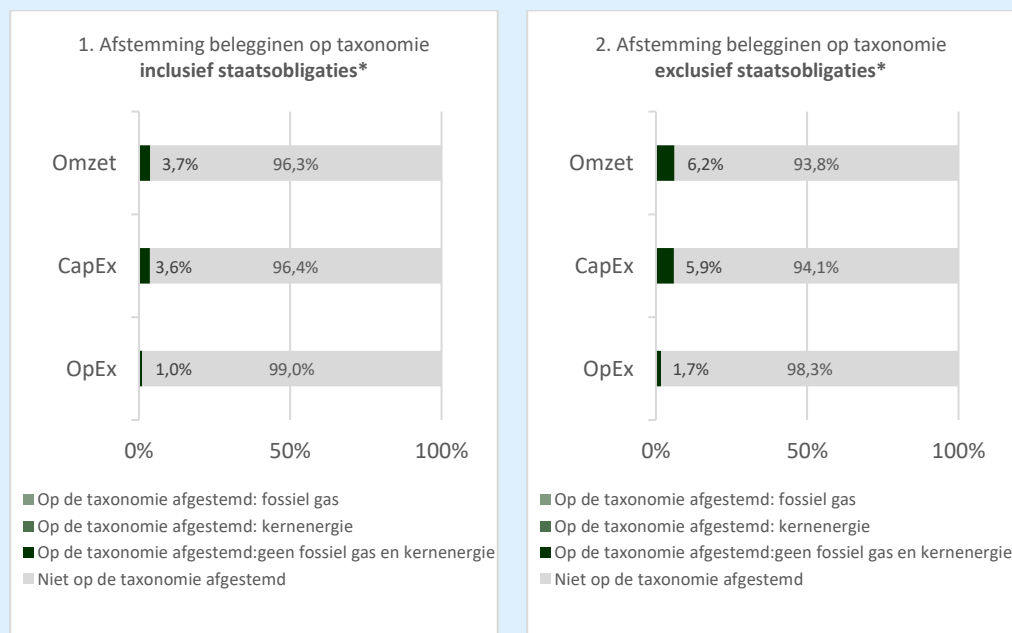 1. Afstemming belegginen op taxonomie
inclusief staatsobligaties*
Omzet
3,7%
96,3%
CapEx
3,6%
96,4%
OpEx
1,0%
99,0%
0%
50%
100%
Op de taxonomie afgestemd: fossiel gas
Op de taxonomie afgestemd: kernenergie
Op de taxonomie afgestemd:geen fossiel gas en kernenergie
Niet op de taxonomie afgestemd
2. Afstemming belegginen op taxonomie
exclusief staatsobligaties*
Omzet
6,2%
93,8%
CapEx
5,9%
94,1%
OpEx
1,7%
98,3%
0%
50%
100%
Op de taxonomie afgestemd: fossiel gas
Op de taxonomie afgestemd: kernenergie
Op de taxonomie afgestemd:geen fossiel gas en kernenergie
Niet op de taxonomie afgestemd